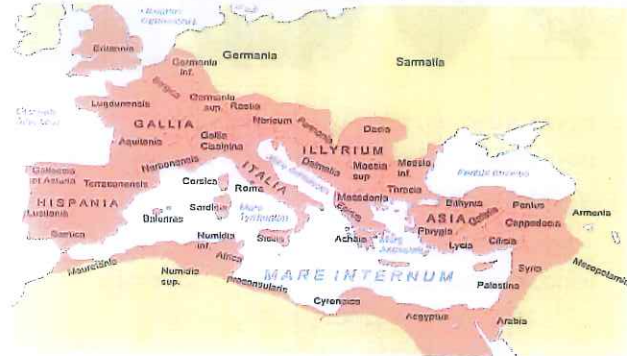 Britannia
Germania
Sarmatia
Germania
inf.
Belgica
Lugdunensis
Germania
sup.
Raetia
GALLIA
Noricum
Pannonia
Dacia
Aquitania
Gallia
Cisalpina
ILLYRIUM
Dalmatia
Moesia
sup
Moesia
inf.
Narbonensis
ITALIA
Gallaecia
et Asturia
Tarraconensis
Corsica
Roma
Thracia
Macedonia
Bithynia
Pontus
Armenia
HISPANIA
Lusitania
Sardinia
Mare
Tyrrhenum
Epirus
ASIA
Galatia
Cappadocia
Phrygia
Baleares
Baetica
Numidia
inf.
Sicilia
Achaia
Mare
Lycia
Cilicia
Mauretania
Africa
Syria
Mesopotamia
Numidia
sup.
proconsularis
MARE INTERNUM
Palestina
Cyrenaica
Aegyptus
Arabia